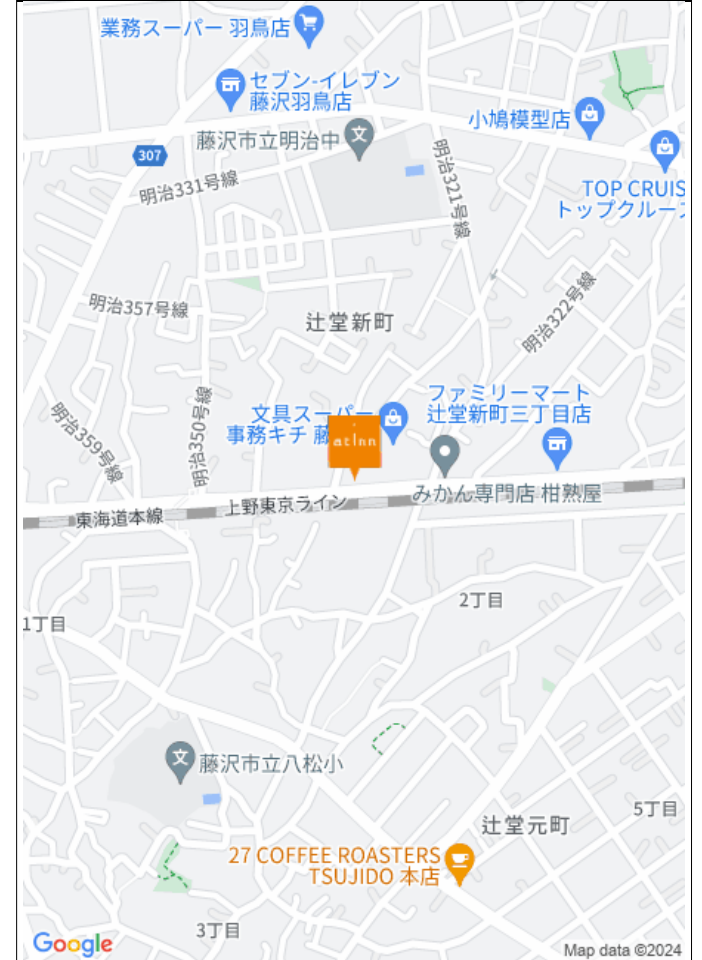 業務スーパー 羽鳥店
セブン-イレブン
藤沢羽鳥店
小鳩模型店
藤沢市立明治中
307
明治331号線
明治321号線
TOP CRUIS
トップクルーズ
明治357号線
辻堂新町
明治322号線
ファミリーマート
辻堂新町三丁目店
文具スーパー
事務キチ 藤
at inn
明治359号線
明治350号線
みかん専門店 柑熟屋
上野東京ライン
東海道本線
2丁目
1丁目
藤沢市立八松小
5丁目
辻堂元町
27 COFFEE ROASTERS
TSUJIDO 本店
3丁目
Google
Map data ©2024